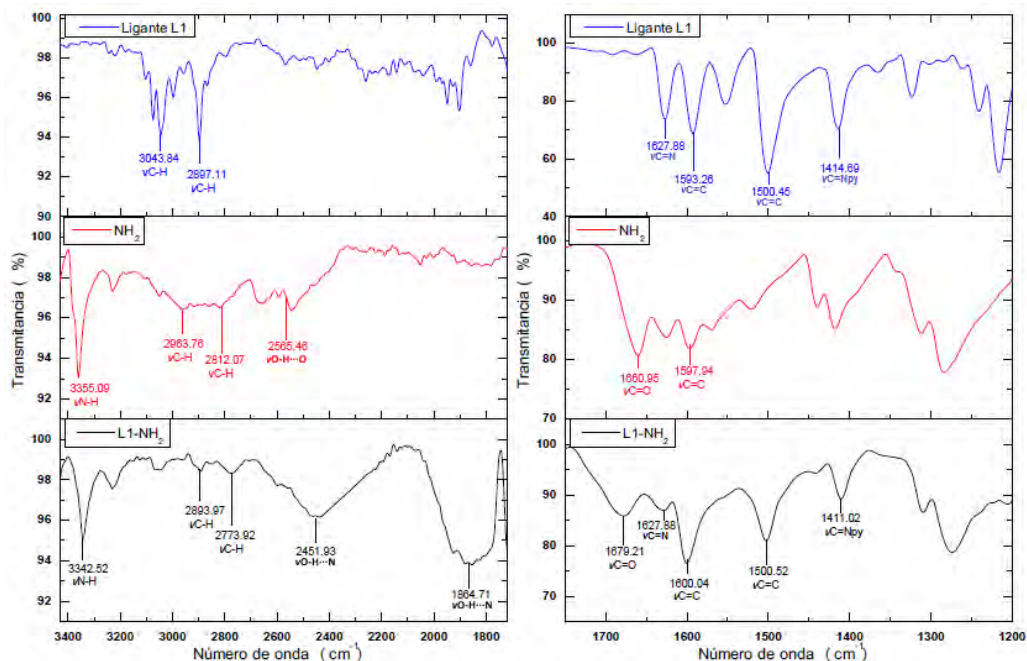 Ligante L1
100
98
96
94
92
90
3043.84
νC-H
2897.11
νC-H
NH2
100
98
96
94
92
2963.76
νC-H
2812.07
νC-H
2565.46
νO-H···O
3355.09
νN-H
L1-NH2
100
98
96
94
92
2893.97
νC-H
2773.92
νC-H
2451.93
νO-H···N
3342.52
νN-H
1864.71
νO-H···N
Transmitancia ( %)
Transmitancia ( %)
3400 3200 3000 2800 2600 2400 2200 2000 1800
Número de onda ( cm-1)
Ligante L1
100
80
60
40
1627.88
νC=N
1593.26
νC=C
1500.45
νC=C
1414.69
νC=Npy
NH2
100
90
80
70
1660.95
νC=O
1597.94
νC=C
L1-NH2
100
90
80
70
1679.21
νC=O
1627.88
νC=N
1600.04
νC=C
1500.52
νC=C
1411.02
νC=Npy
Transmitancia ( %)
Transmitancia ( %)
1700 1600 1500 1400 1300 1200
Número de onda ( cm-1)